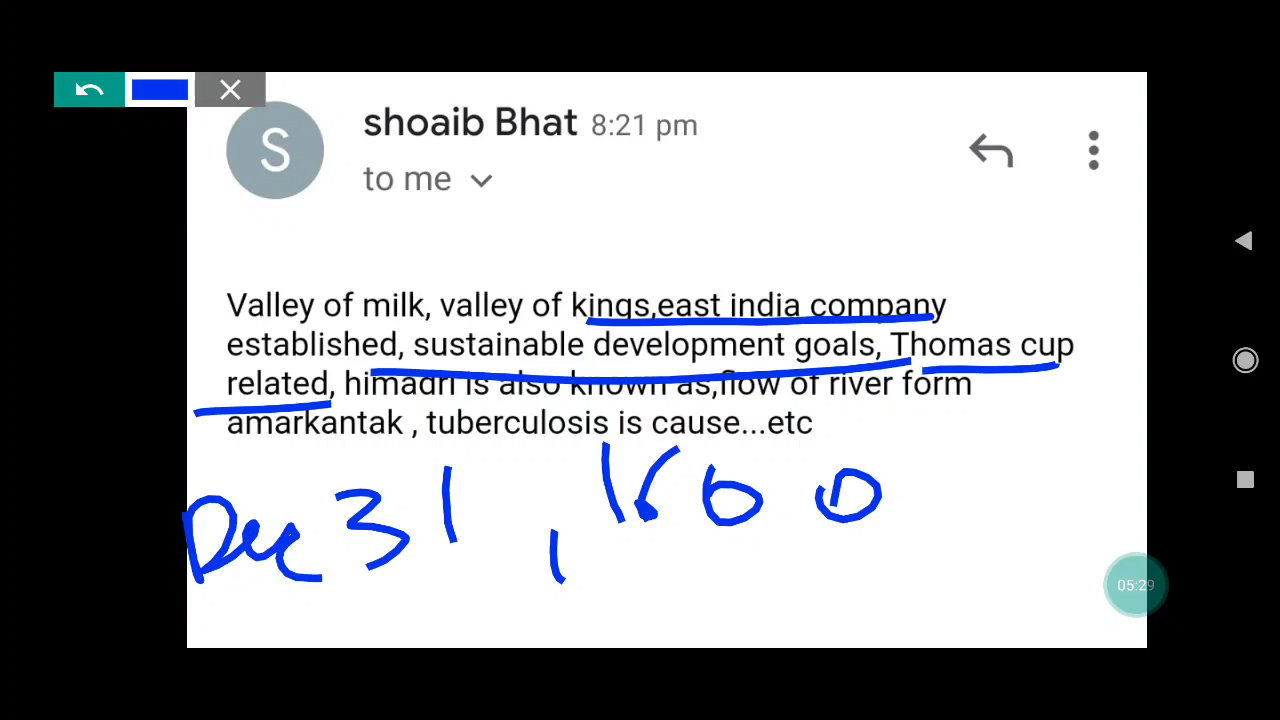 shoaib Bhat 8:21 pm
S
to me
Valley of milk, valley of kings,east india company
established, sustainable development goals, Thomas cup
related, himadri is also known as,flow of river form
amarkantak , tuberculosis is cause...etc
Dec 31, 1600
05:29